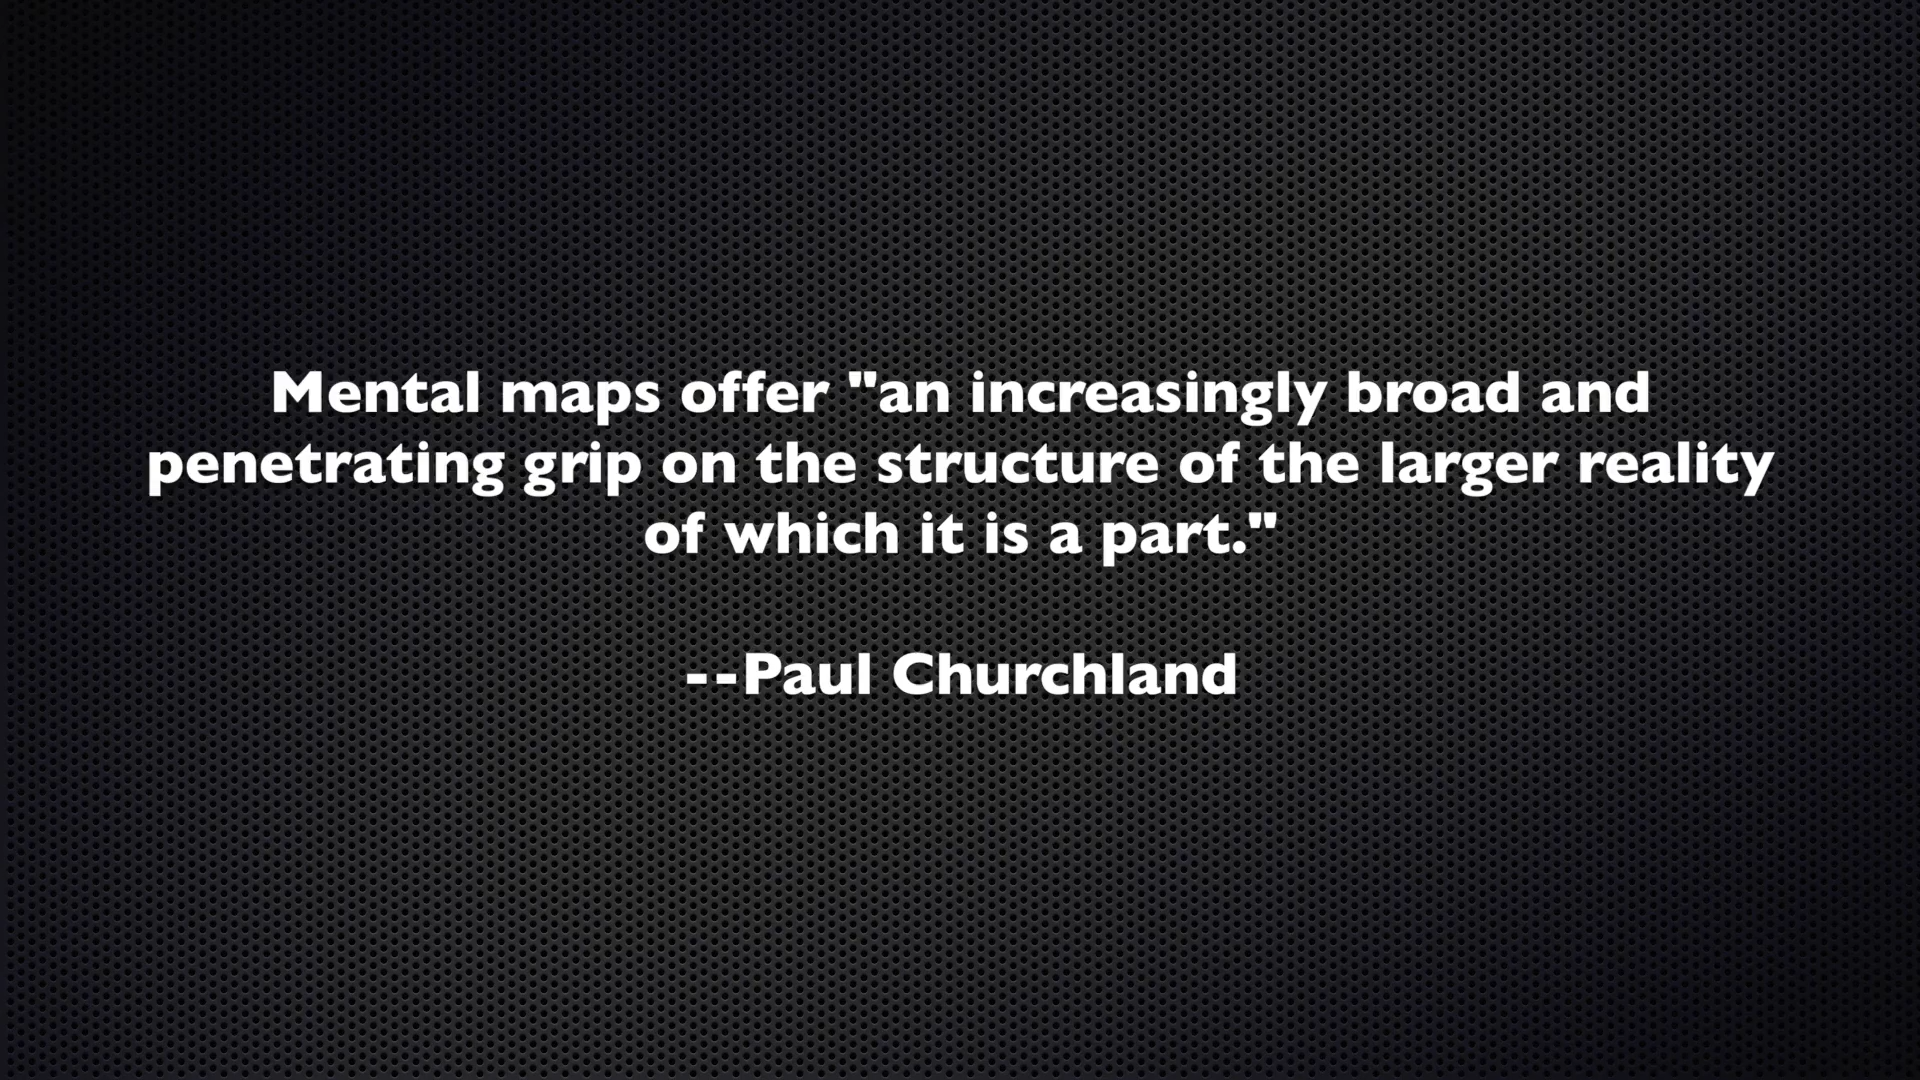 Mental maps offer "an increasingly broad and
penetrating grip on the structure of the larger reality
of which it is a part."
--Paul Churchland